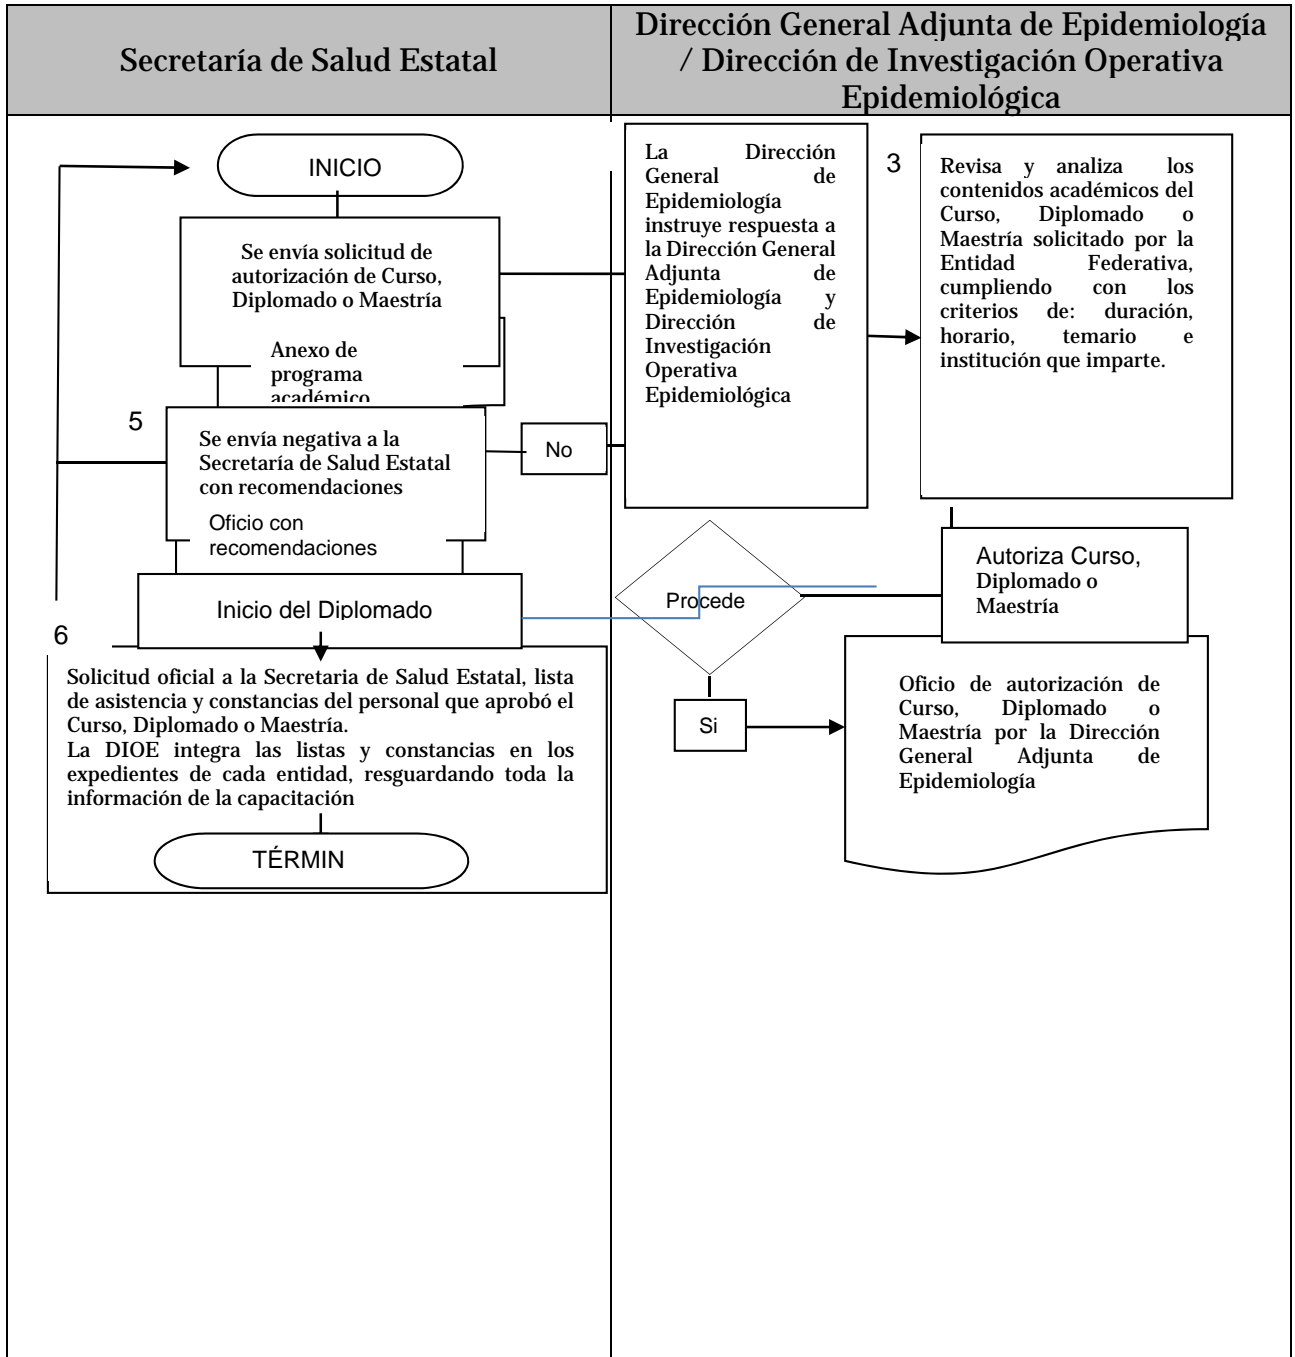 Secretaría de Salud Estatal
Dirección General Adjunta de Epidemiología
/ Dirección de Investigación Operativa
Epidemiológica
INICIO
Se envía solicitud de
autorización de Curso,
Diplomado o Maestría
Anexo de
programa
académico
5
Se envía negativa a la
Secretaría de Salud Estatal
con recomendaciones
Oficio con
recomendaciones
No
Inicio del Diplomado
6
Solicitud oficial a la Secretaria de Salud Estatal, lista
de asistencia y constancias del personal que aprobó el
Curso, Diplomado o Maestría.
La DIOE integra las listas y constancias en los
expedientes de cada entidad, resguardando toda la
información de la capacitación
TÉRMIN
La Dirección
General de
Epidemiología
instruye respuesta a
la Dirección General
Adjunta de
Epidemiología y
Dirección de
Investigación
Operativa
Epidemiológica
3
Revisa y analiza los
contenidos académicos del
Curso, Diplomado o
Maestría solicitado por la
Entidad Federativa,
cumpliendo con los
criterios de: duración,
horario, temario e
institución que imparte.
Procede
Autoriza Curso,
Diplomado o
Maestría
Si
Oficio de autorización de
Curso, Diplomado o
Maestría por la Dirección
General Adjunta de
Epidemiología